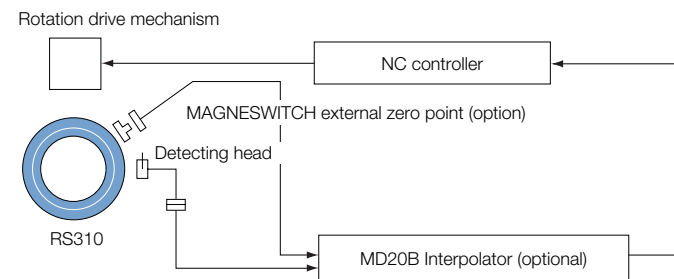 Rotation drive mechanism
NC controller
MAGNESWITCH external zero point (option)
Detecting head
RS310
MD20B Interpolator (optional)